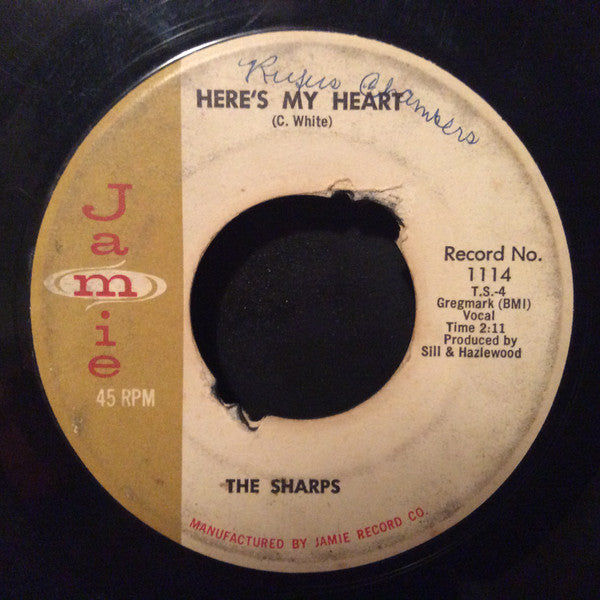 Rufus Chambers
HERE'S MY HEART
(C. White)
Jamie
45 RPM
Record No.
1114
T.S.-4
Gregmark (BMI)
Vocal
Time 2:11
Produced by
Sill & Hazlewood
THE SHARPS
MANUFACTURED BY JAMIE RECORD CO.